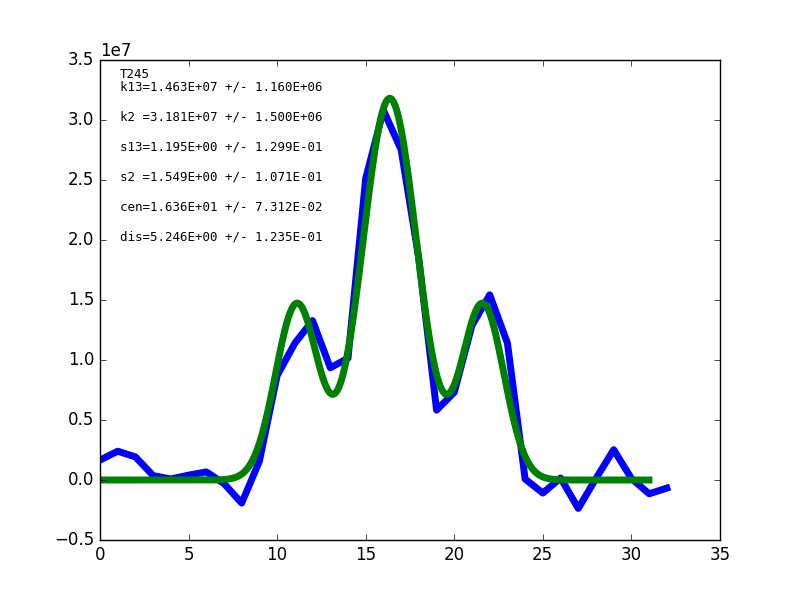 1e7
T245
k13=1.463E+07 +/- 1.160E+06
k2 =3.181E+07 +/- 1.500E+06
s13=1.195E+00 +/- 1.299E-01
s2 =1.549E+00 +/- 1.071E-01
cen=1.636E+01 +/- 7.312E-02
dis=5.246E+00 +/- 1.235E-01
3.5
3.0
2.5
2.0
1.5
1.0
0.5
0.0
−0.5
0 5 10 15 20 25 30 35